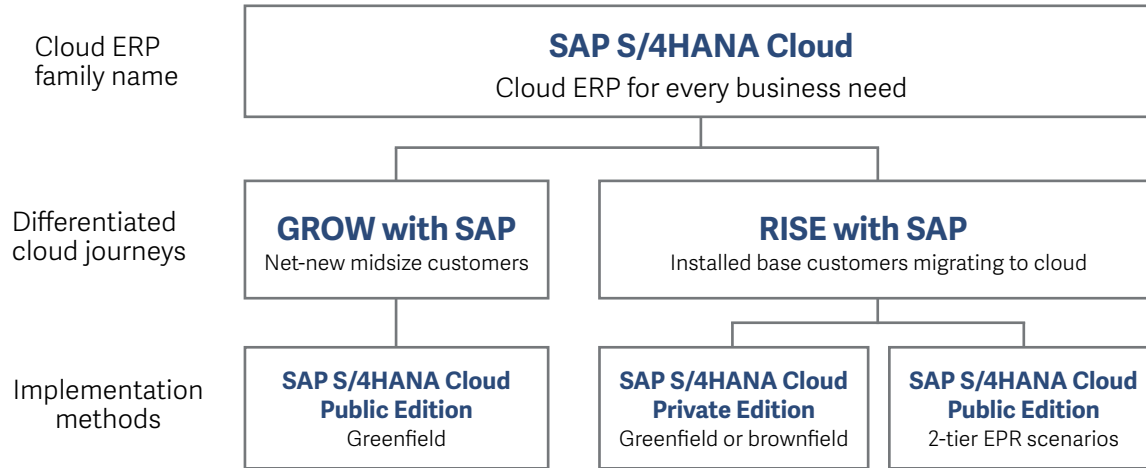 Cloud ERP
family name
SAP S/4HANA Cloud
Cloud ERP for every business need
Differentiated
cloud journeys
GROW with SAP
Net-new midsize customers
RISE with SAP
Installed base customers migrating to cloud
Implementation
methods
SAP S/4HANA Cloud
Public Edition
Greenfield
SAP S/4HANA Cloud
Private Edition
Greenfield or brownfield
SAP S/4HANA Cloud
Public Edition
2-tier EPR scenarios